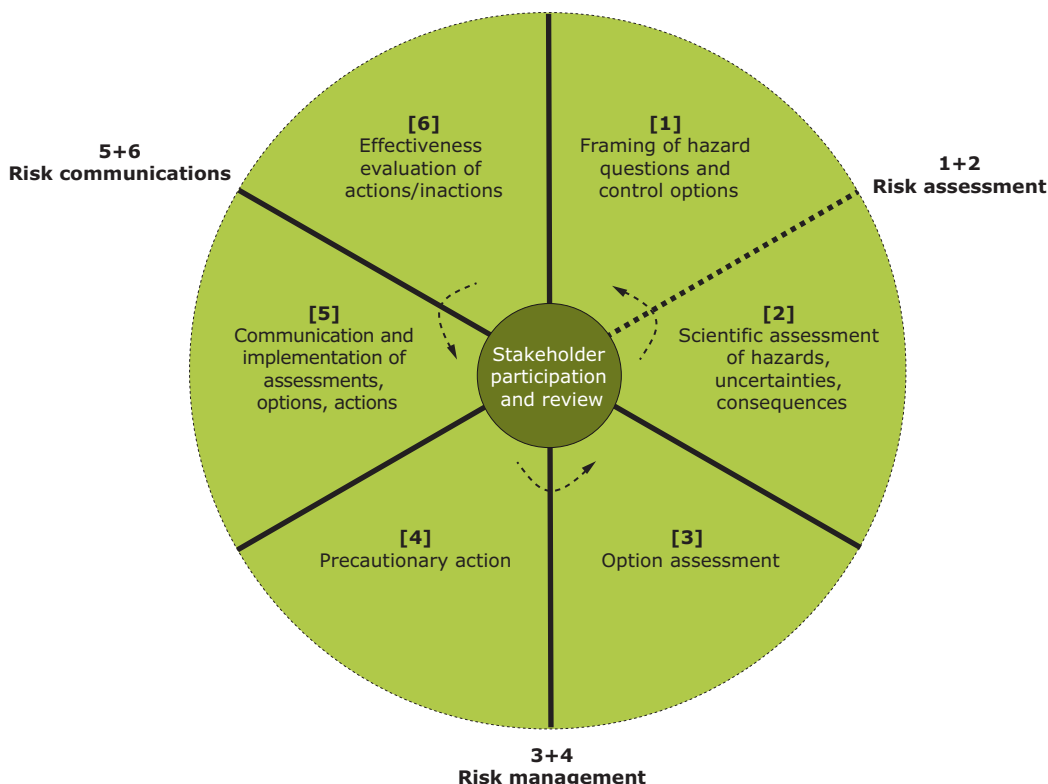 [6]
Effectiveness
evaluation of
actions/inactions
[1]
Framing of hazard
questions and
control options
5+6
Risk communications
1+2
Risk assessment
[5]
Communication and
implementation of
assessments,
options, actions
[2]
Scientific assessment
of hazards,
uncertainties,
consequences
Stakeholder
participation
and review
[4]
Precautionary action
[3]
Option assessment
3+4
Risk management